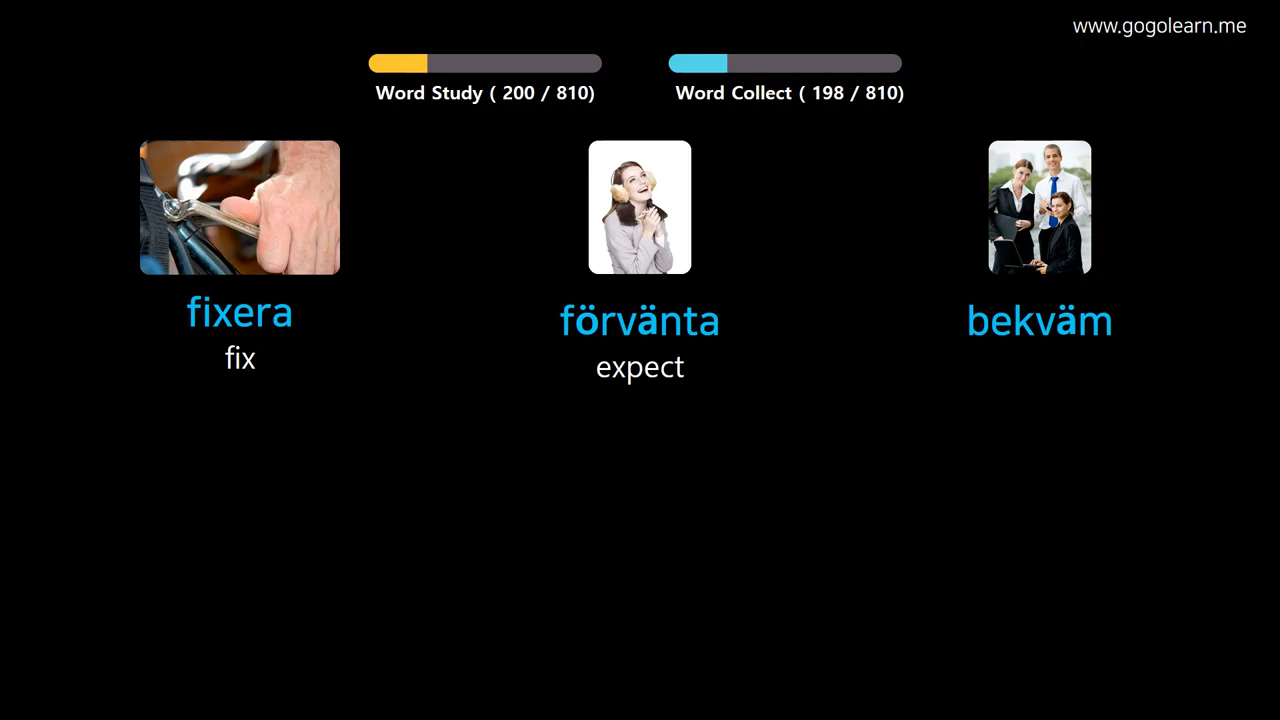 www.gogolearn.me
Word Study ( 200 / 810)
Word Collect ( 198 / 810)
fixera
fix
förvänta
expect
bekväm